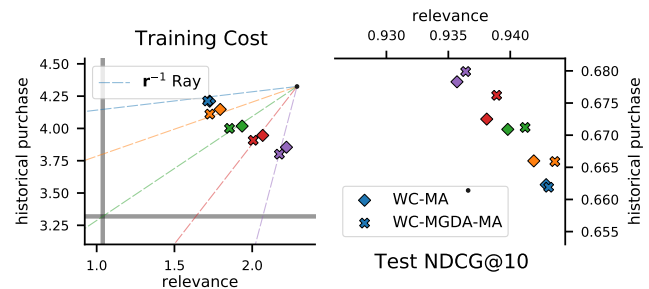 Training Cost
historical purchase
4.50
4.25
4.00
3.75
3.50
3.25
r⁻¹ Ray
1.0
1.5
2.0
relevance
relevance
0.930
0.935
0.940
0.680
0.675
0.670
0.665
0.660
0.655
historical purchase
WC-MA
WC-MGDA-MA
Test NDCG@10